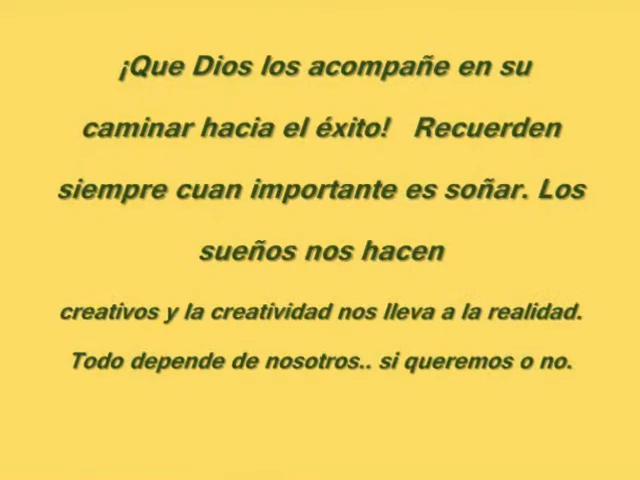 ¡Que Dios los acompañe en su
caminar hacia el éxito! Recuerden
siempre cuan importante es soñar. Los
sueños nos hacen
creativos y la creatividad nos lleva a la realidad.
Todo depende de nosotros.. si queremos o no.